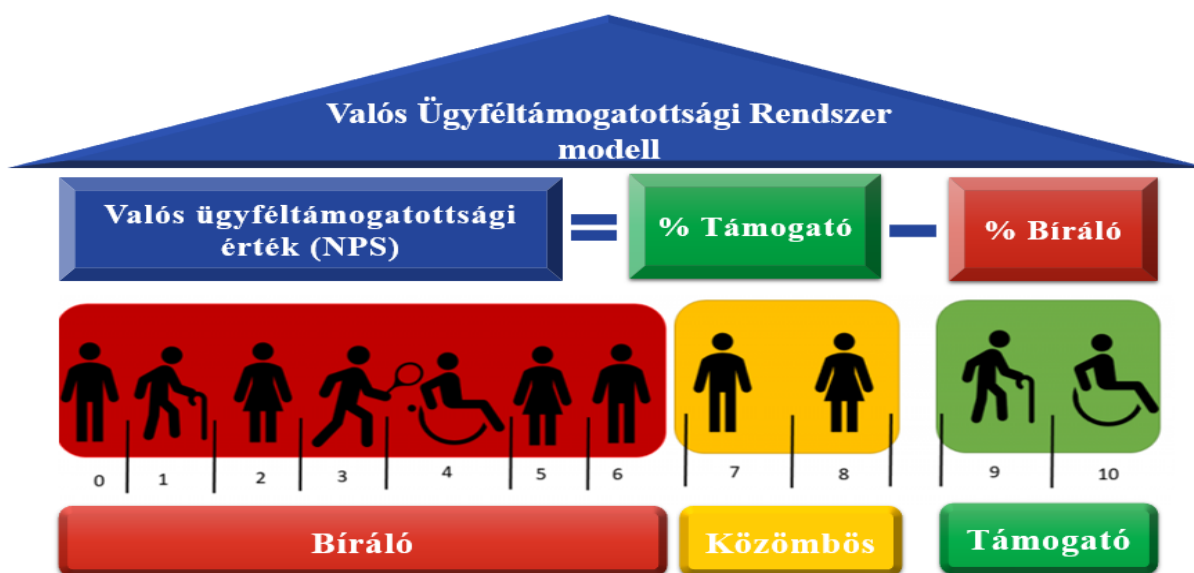 Valós Ügyféltámogatottsági Rendszer
modell
Valós ügyféltámogatottsági
érték (NPS)
=
% Támogató
–
% Bíráló
0 1 2 3 4 5 6 7 8 9 10
Bíráló Közömbös Támogató